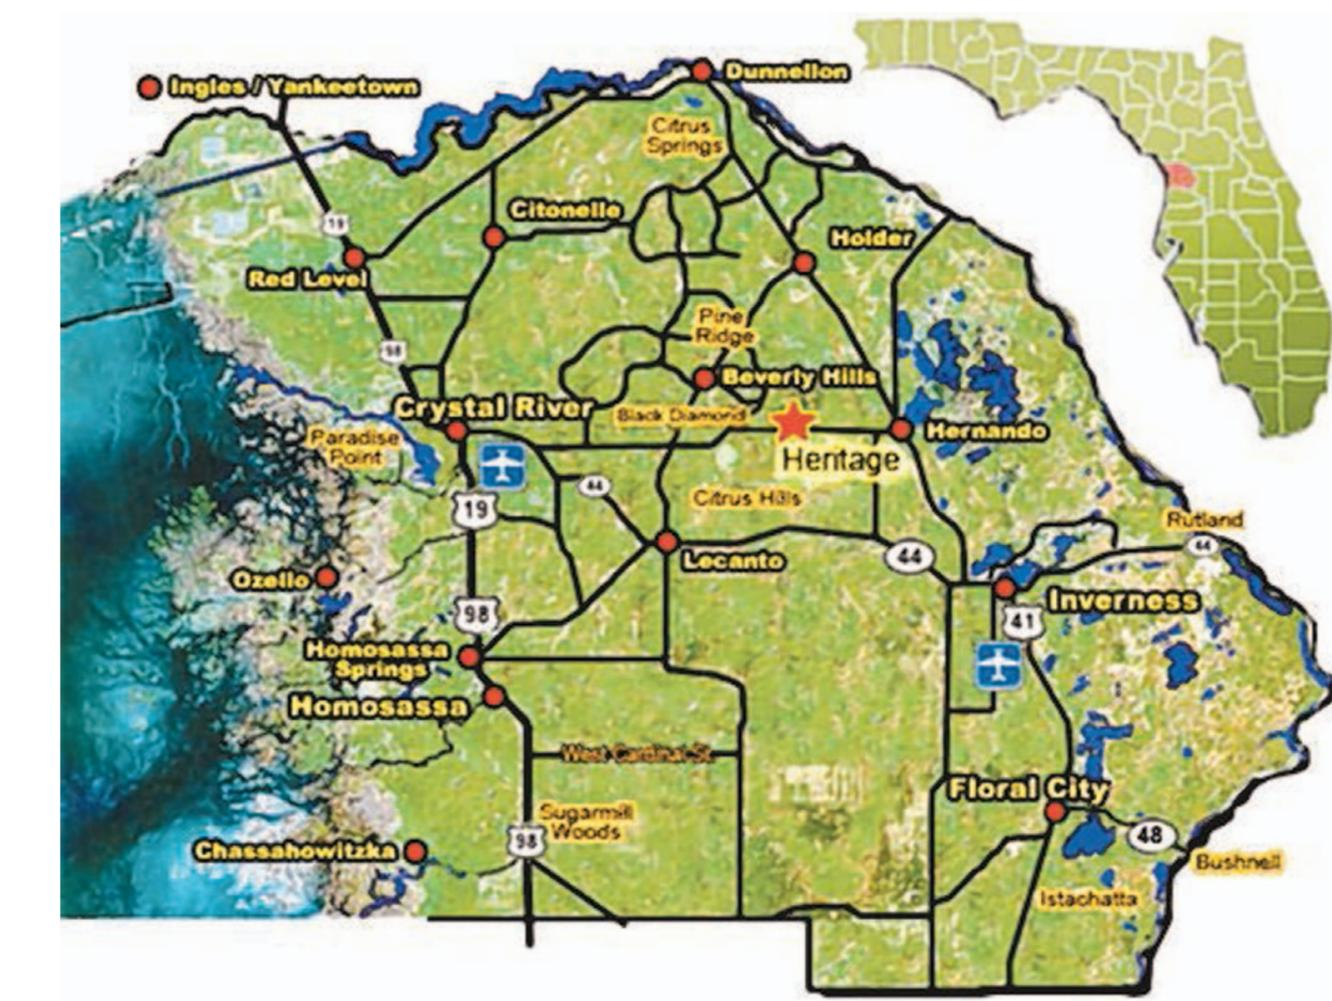 Ingles / Yankeetown
Dunnellon
Citrus
Springs
Citonelle
19
Holder
Red Level
Pine
Ridge
98
Beverly Hills
Crystal River
Black Diamond
Hernando
Paradise
Point
Heritage
44
Citrus Hills
19
Rutland
44
44
Lecanto
Ozello
Inverness
98
41
Homosassa
Springs
Homosassa
West Cardinal St
Floral City
Sugarmill
Woods
98
48
Chassahowitzka
Bushnell
Istachatta